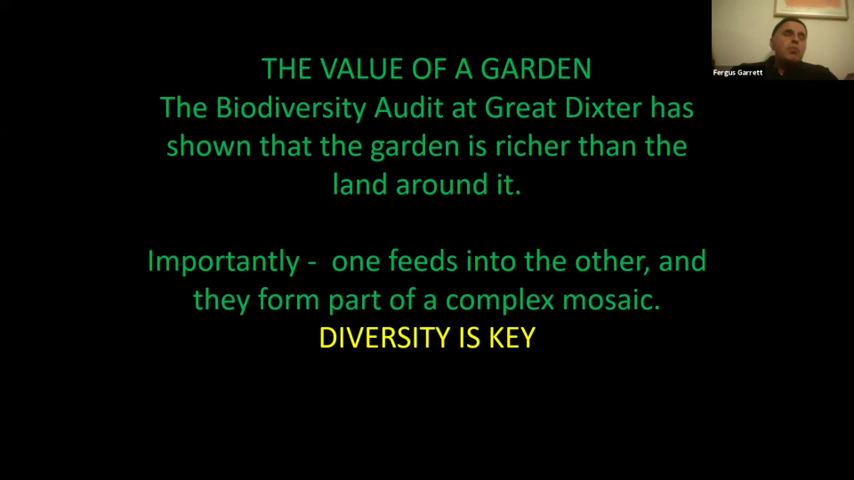 THE VALUE OF A GARDEN
The Biodiversity Audit at Great Dixter has
shown that the garden is richer than the
land around it.
Importantly -  one feeds into the other, and
they form part of a complex mosaic.
DIVERSITY IS KEY
Fergus Garrett